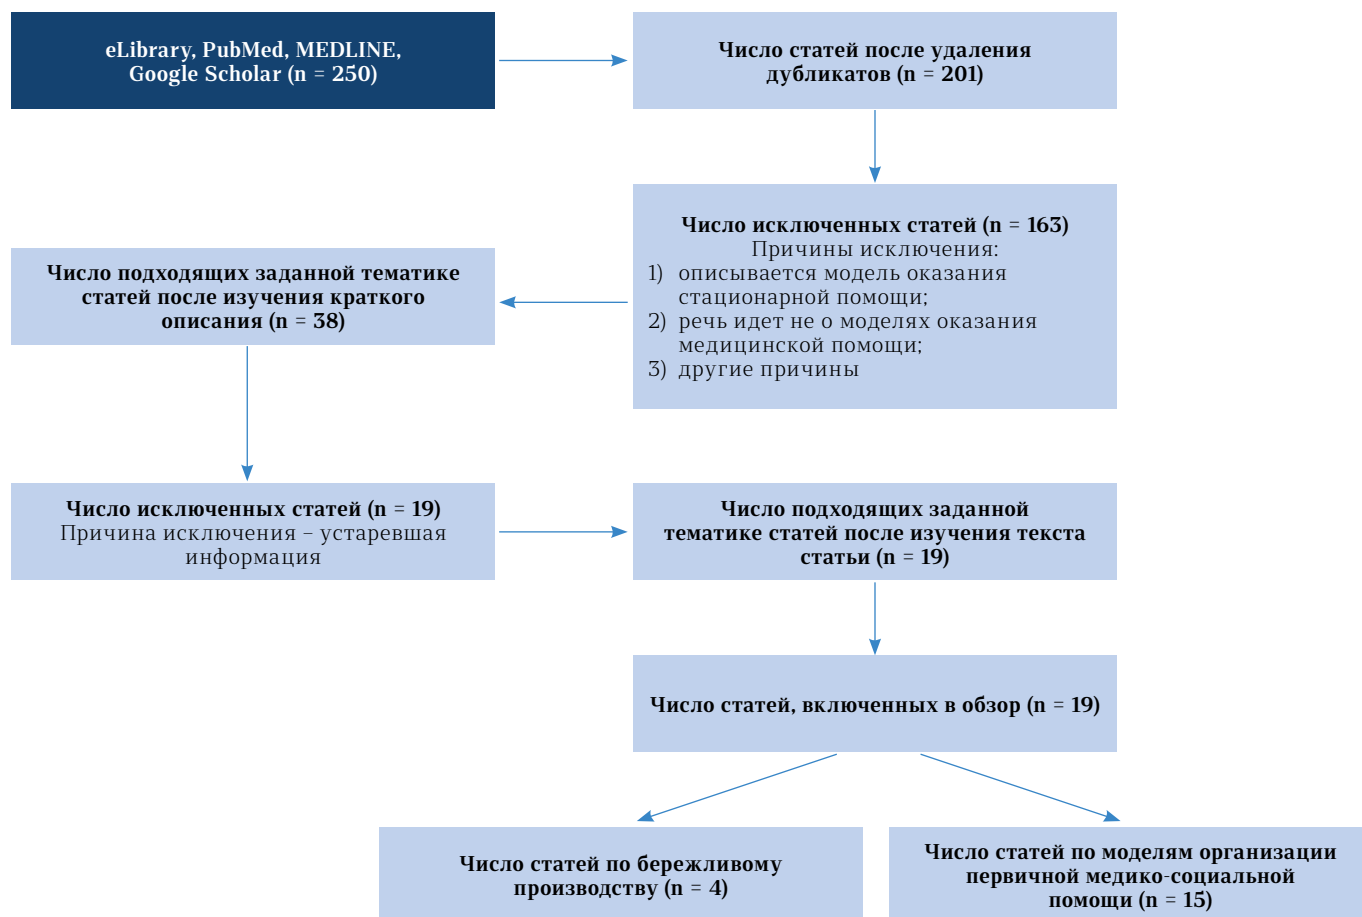 eLibrary, PubMed, MEDLINE,
Google Scholar (n = 250)
Число статей после удаления
дубликатов (n = 201)
Число исключенных статей (n = 163)
Причины исключения:
1) описывается модель оказания
стационарной помощи;
2) речь идет не о моделях оказания
медицинской помощи;
3) другие причины
Число подходящих заданной тематике
статей после изучения краткого
описания (n = 38)
Число исключенных статей (n = 19)
Причина исключения – устаревшая
информация
Число подходящих заданной
тематике статей после изучения текста
статьи (n = 19)
Число статей, включенных в обзор (n = 19)
Число статей по бережливому
производству (n = 4)
Число статей по моделям организации
первичной медико-социальной
помощи (n = 15)